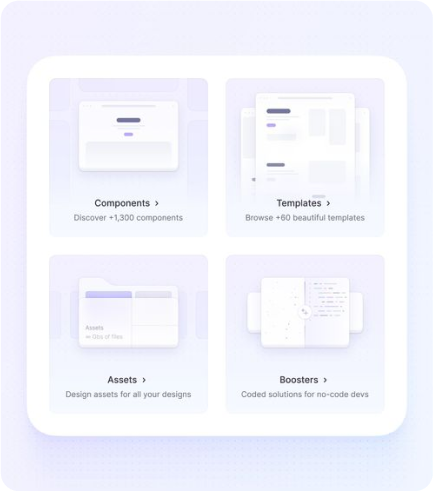 Components ›
Discover +1,300 components
Templates ›
Browse +60 beautiful templates
Assets
Gbs of files
Assets ›
Design assets for all your designs
Boosters ›
Coded solutions for no-code devs